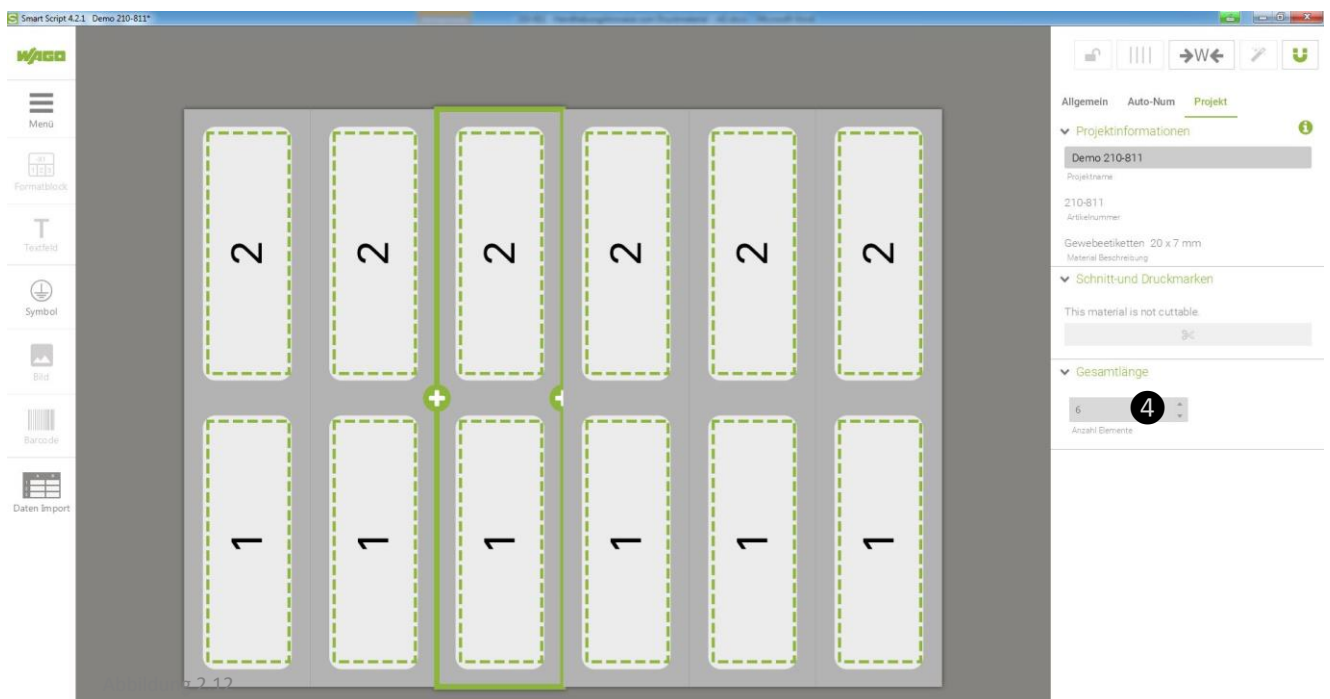 Smart Script 4.2.1 Demo 210-811*
WAGO
Menü
Formatblock
T
Textfeld
Symbol
Bild
Barcode
Daten Import
2 2 2 2 2 2
1 1 1 1 1 1
Abbildung 2.12
W
Allgemein Auto-Num Projekt
Projektinformationen
Demo 210-811
Projektname
210-811
Artikelnummer
Gewebeetiketten 20 x 7 mm
Material Beschreibung
Schnitt-und Druckmarken
This material is not cuttable.
Gesamtlänge
6 4
Anzahl Elemente